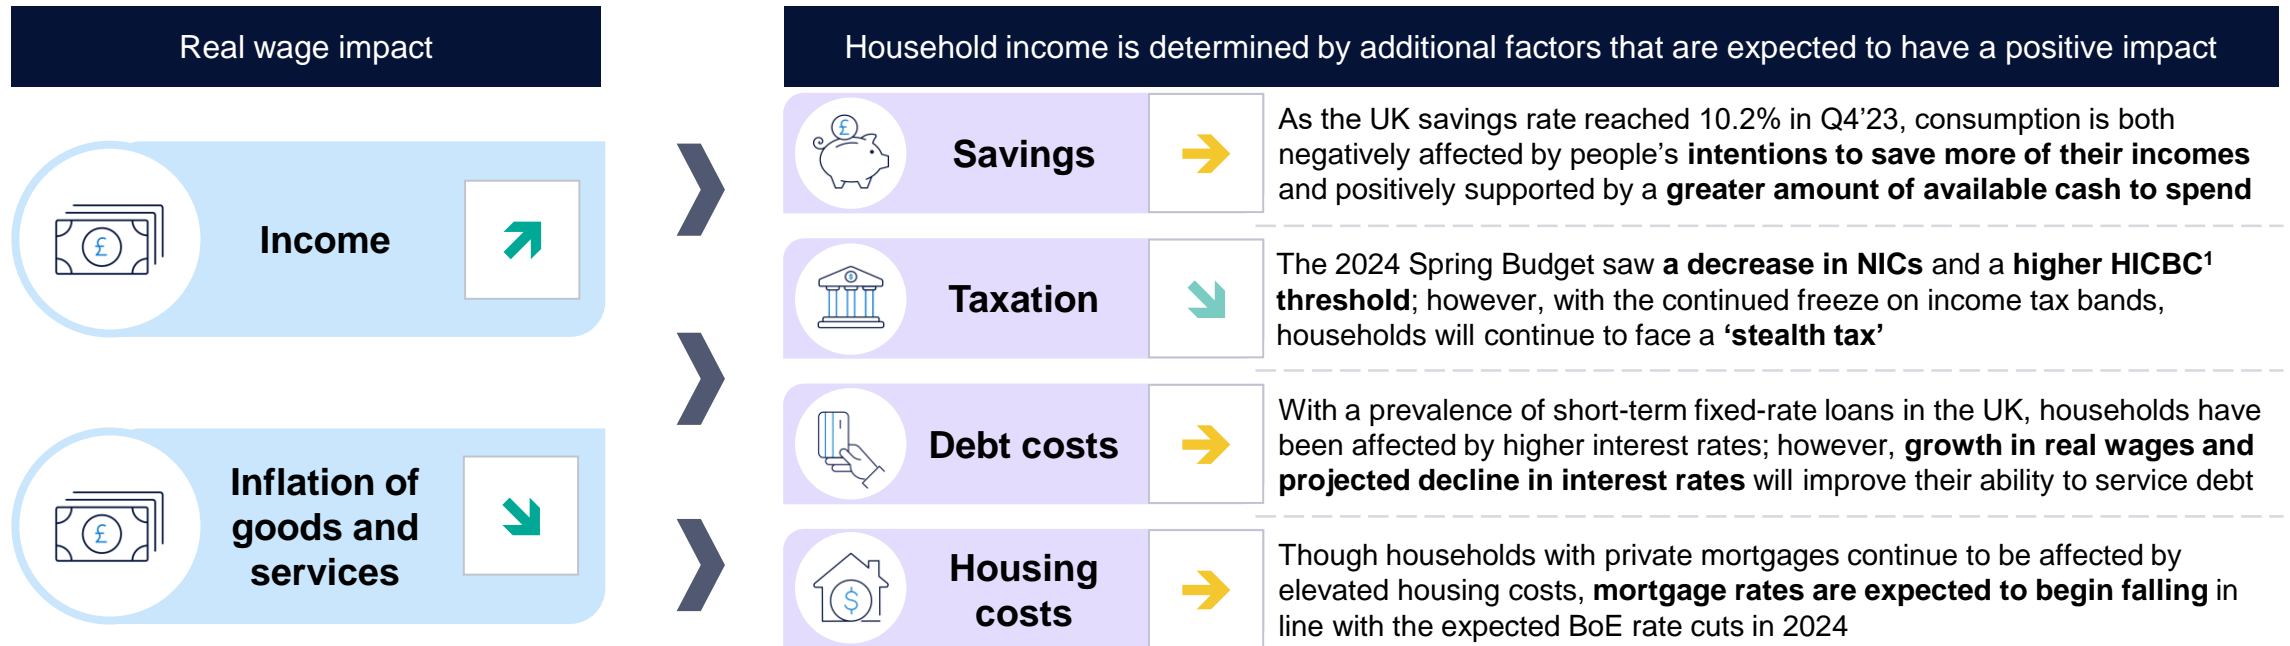 Real wage impact
Income
£
Inflation of
goods and
services
£
Household income is determined by additional factors that are expected to have a positive impact
£
Savings
As the UK savings rate reached 10.2% in Q4’23, consumption is both
negatively affected by people’s intentions to save more of their incomes
and positively supported by a greater amount of available cash to spend
Taxation
The 2024 Spring Budget saw a decrease in NICs and a higher HICBC¹
threshold; however, with the continued freeze on income tax bands,
households will continue to face a ‘stealth tax’
Debt costs
With a prevalence of short-term fixed-rate loans in the UK, households have
been affected by higher interest rates; however, growth in real wages and
projected decline in interest rates will improve their ability to service debt
$
Housing
costs
Though households with private mortgages continue to be affected by
elevated housing costs, mortgage rates are expected to begin falling in
line with the expected BoE rate cuts in 2024